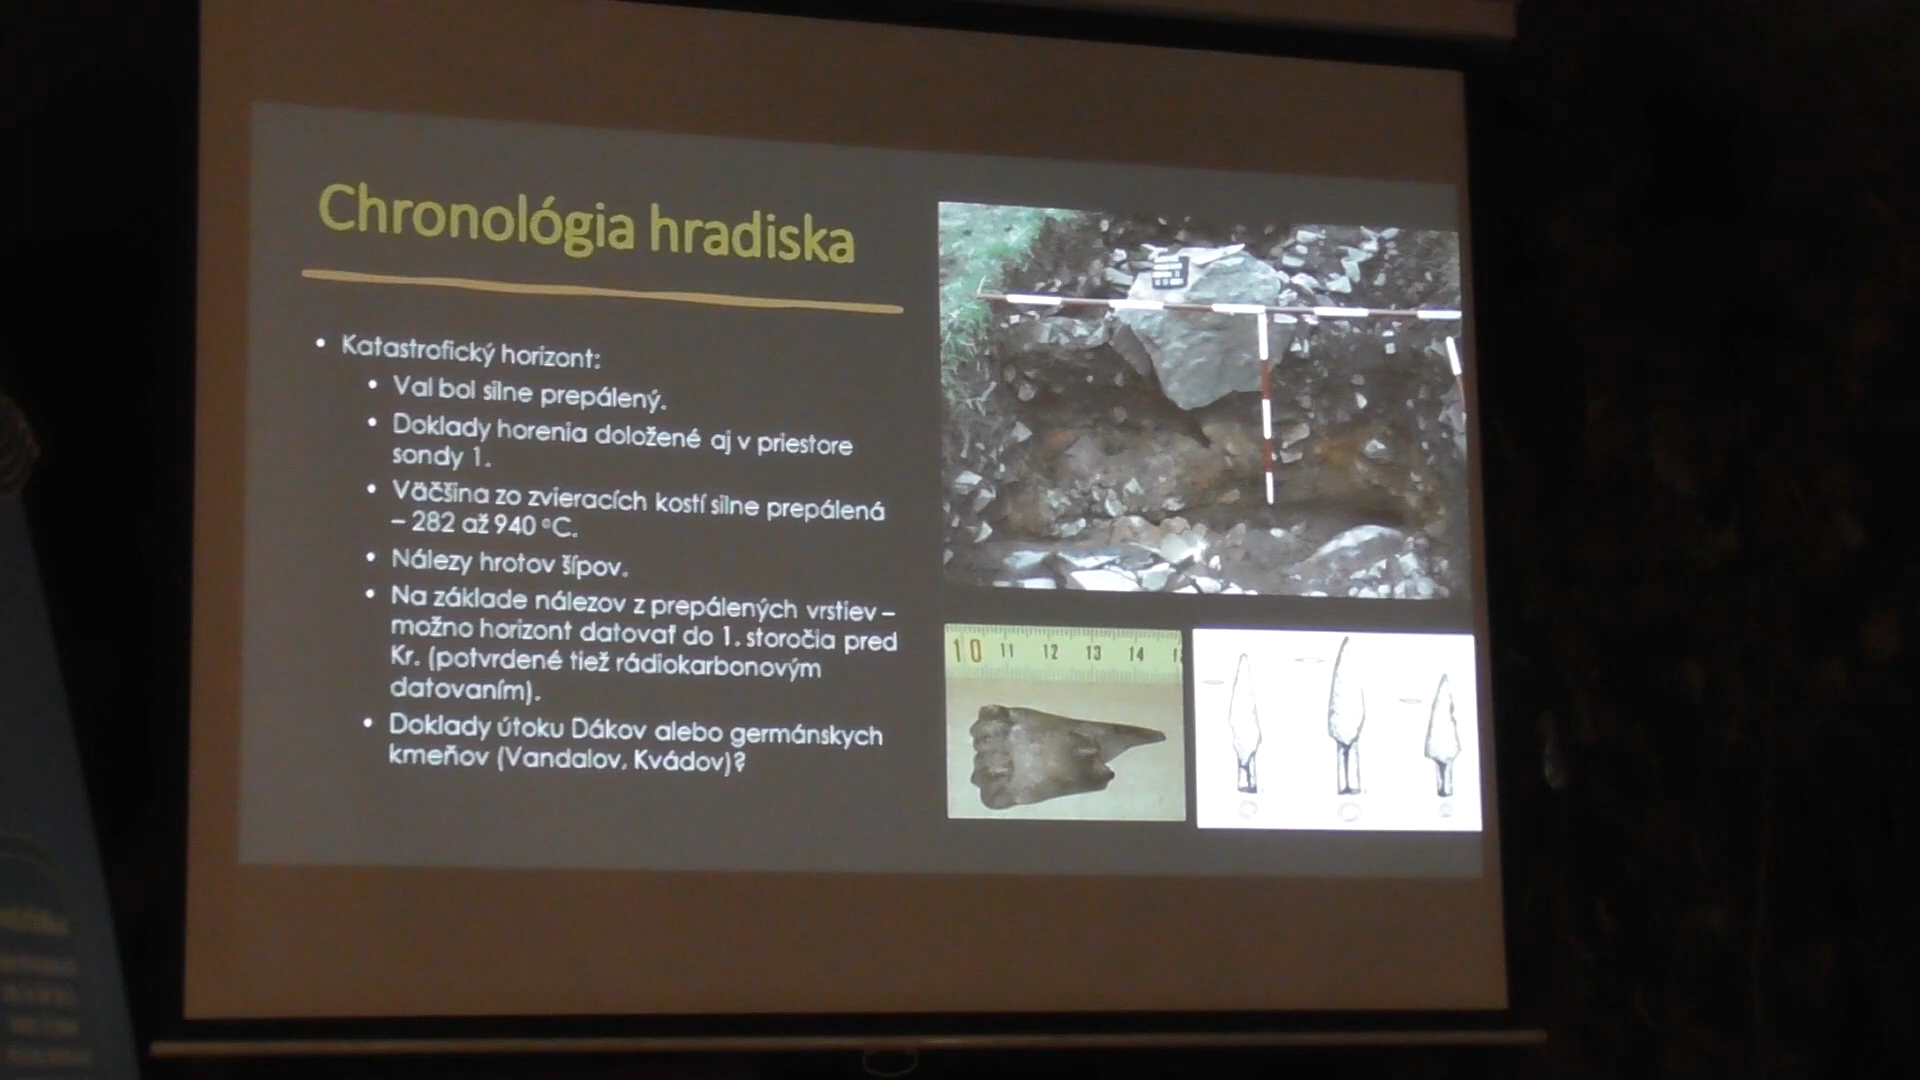 Chronológia hradiska
• Katastrofický horizont:
• Val bol silne prepálený.
• Doklady horenia doložené aj v priestore
sondy 1.
• Väčšina zo zvieracích kostí silne prepálená
– 282 až 940 °C.
• Nálezy hrotov šípov.
• Na základe nálezov z prepálených vrstiev –
možno horizont datovať do 1. storočia pred
Kr. (potvrdené tiež rádiokarbonovým
datovaním).
• Doklady útoku Dákov alebo germánskych
kmeňov (Vandalov, Kvádov)?
10 11 12 13 14